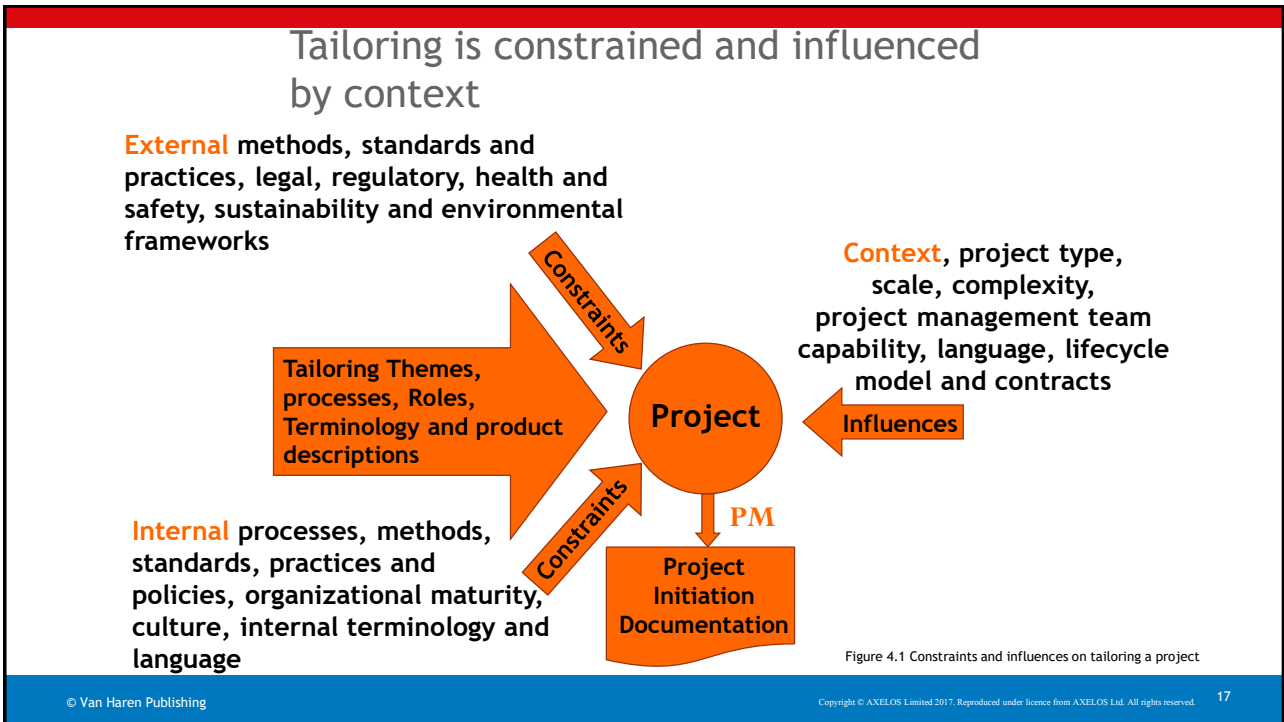 Tailoring is constrained and influenced
by context
External methods, standards and
practices, legal, regulatory, health and
safety, sustainability and environmental
frameworks
Constraints
Context, project type,
scale, complexity,
project management team
capability, language, lifecycle
model and contracts
Tailoring Themes,
processes, Roles,
Terminology and product
descriptions
Project
Influences
Constraints
PM
Internal processes, methods,
standards, practices and
policies, organizational maturity,
culture, internal terminology and
language
Project
Initiation
Documentation
Figure 4.1 Constraints and influences on tailoring a project
© Van Haren Publishing
Copyright © AXELOS Limited 2017. Reproduced under licence from AXELOS Ltd. All rights reserved.
17